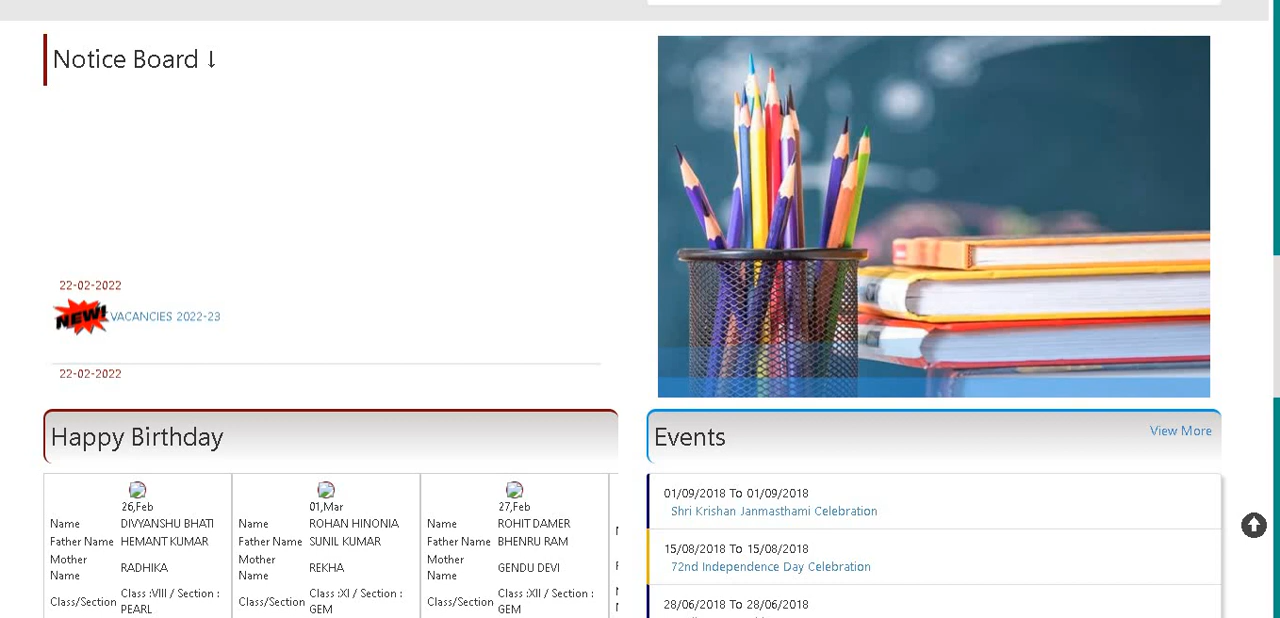 Notice Board ↓
22-02-2022
NEW! VACANCIES 2022-23
22-02-2022
Happy Birthday
26,Feb
Name DIVYANSHU BHATI
Father Name HEMANT KUMAR
Mother Name RADHIKA
Class/Section Class :VIII / Section : PEARL
01,Mar
Name ROHAN HINONIA
Father Name SUNIL KUMAR
Mother Name REKHA
Class/Section Class :XI / Section : GEM
27,Feb
Name ROHIT DAMER
Father Name BHENRU RAM
Mother Name GENDU DEVI
Class/Section Class :XII / Section : GEM
Events
View More
01/09/2018 To 01/09/2018
Shri Krishan Janmasthami Celebration
15/08/2018 To 15/08/2018
72nd Independence Day Celebration
28/06/2018 To 28/06/2018